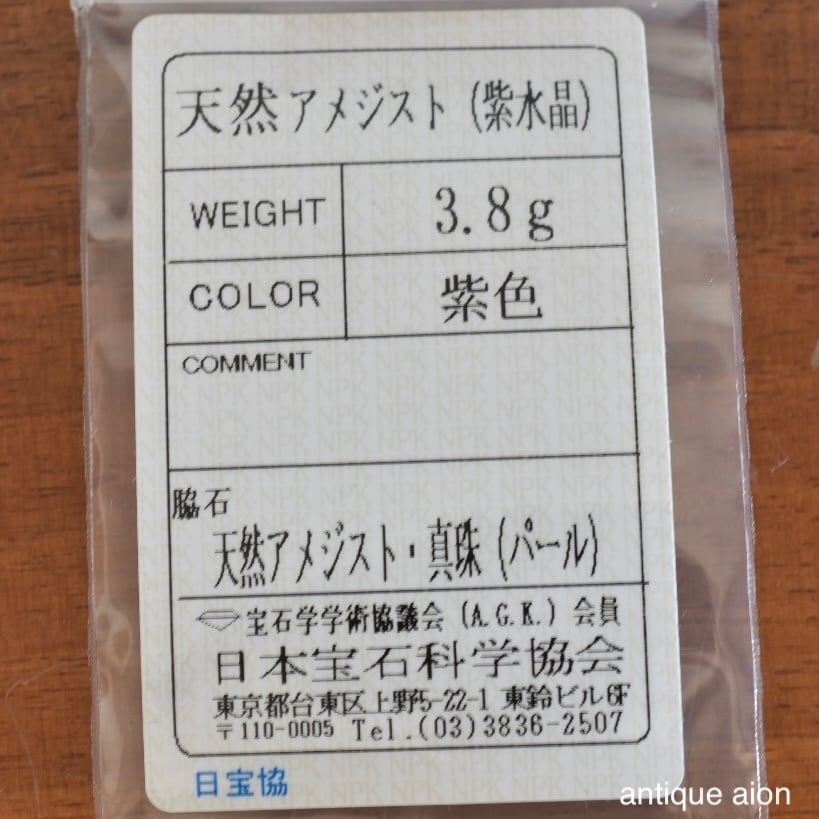 天然アメジスト（紫水晶）
WEIGHT 3.8g
COLOR 紫色
COMMENT
脇石
天然アメジスト・真珠（パール）
宝石学学術協議会（A.G.K.）会員
日本宝石科学協会
東京都台東区上野5-22-1 東鈴ビル6F
〒110-0005 Tel.(03)3836-2507
日宝協
antique aion